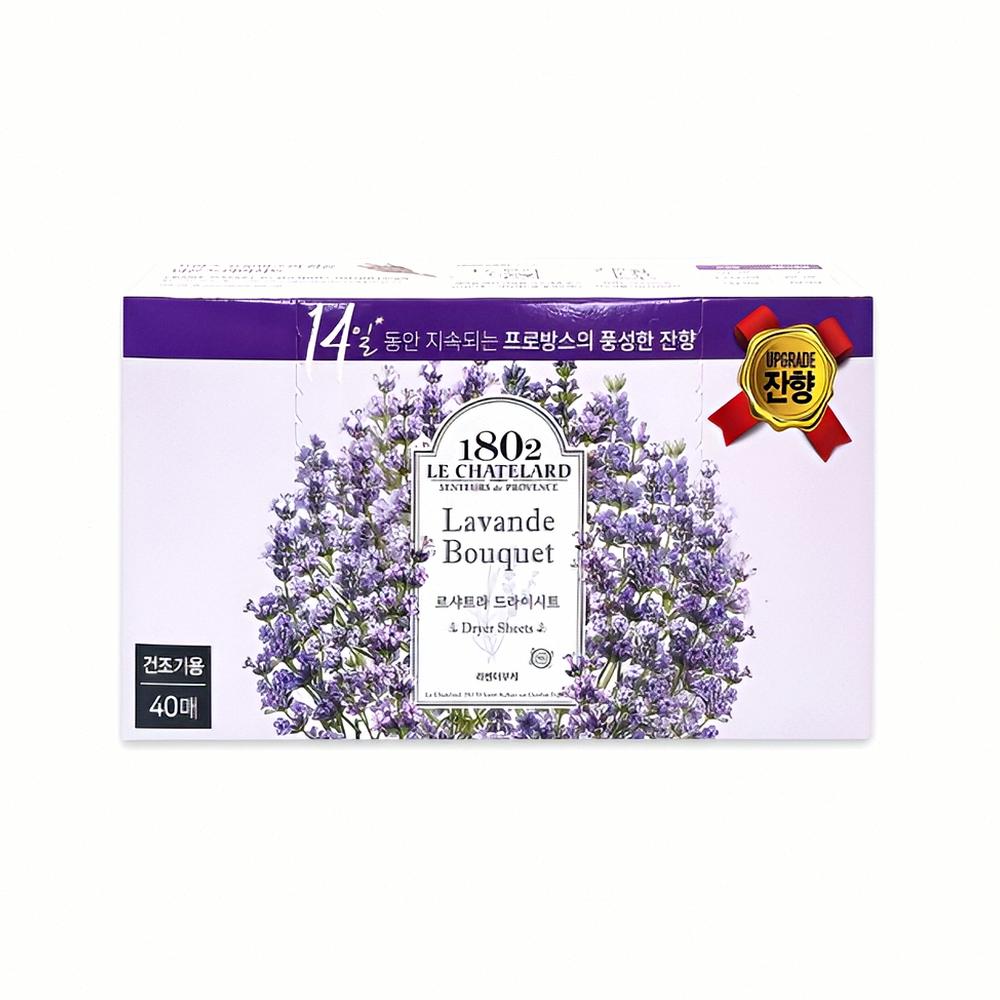 14일 동안 지속되는 프로방스의 풍성한 잔향
UPGRADE
잔향
1802
LE CHATELARD
SENTEURS de PROVENCE
Lavande
Bouquet
르샤트라 드라이시트
Dryer Sheets
건조기용
40매